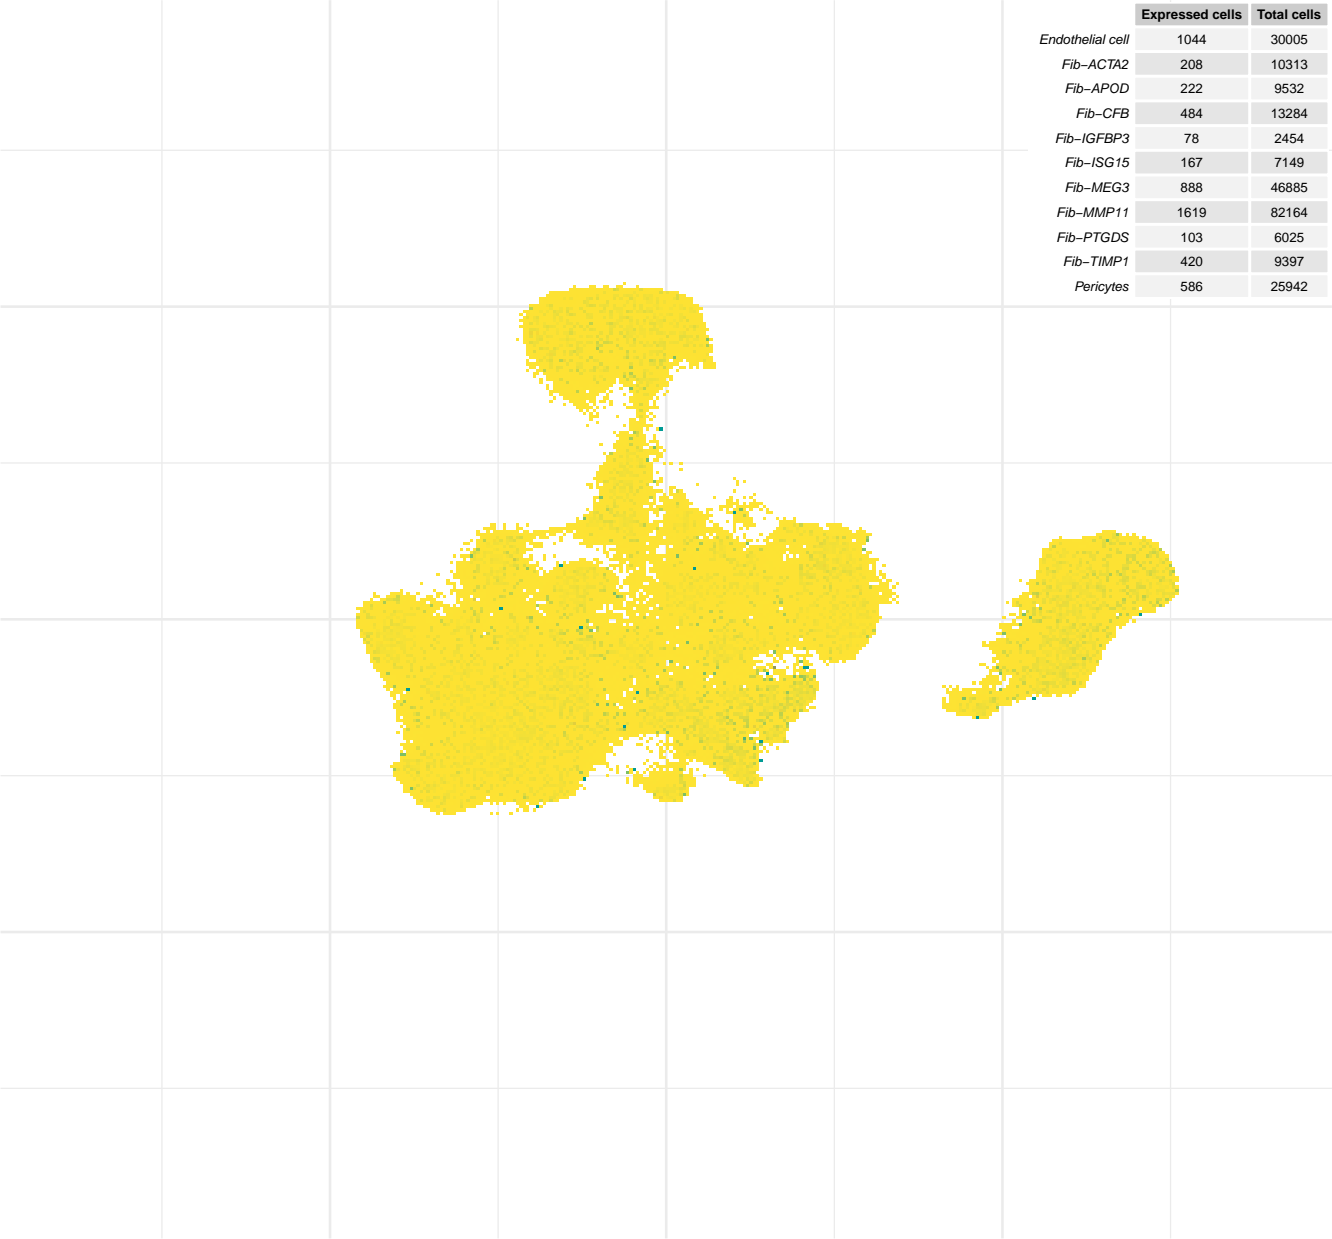 Expressed cells Total cells
Endothelial cell 1044 30005
Fib−ACTA2 208 10313
Fib−APOD 222 9532
Fib−CFB 484 13284
Fib−IGFBP3 78 2454
Fib−ISG15 167 7149
Fib−MEG3 888 46885
Fib−MMP11 1619 82164
Fib−PTGDS 103 6025
Fib−TIMP1 420 9397
Pericytes 586 25942